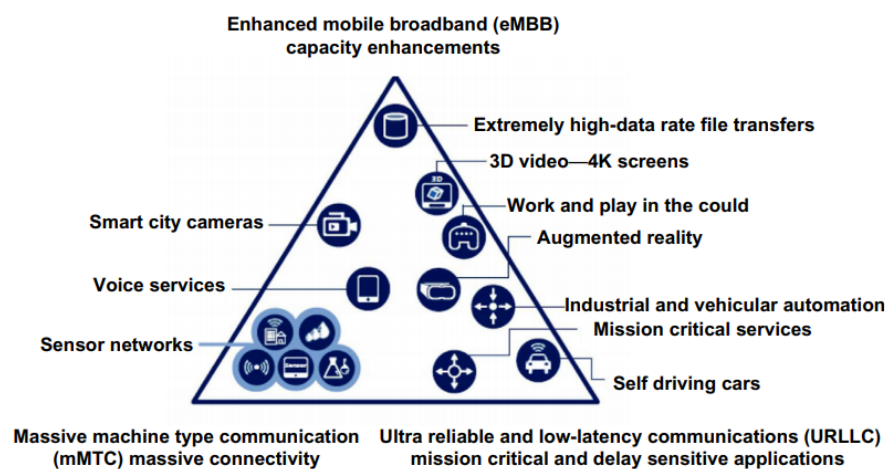 Enhanced mobile broadband (eMBB)
capacity enhancements
Extremely high-data rate file transfers
3D
3D video—4K screens
Work and play in the could
Smart city cameras
Augmented reality
Voice services
Industrial and vehicular automation
Mission critical services
Sensor networks
Sensor
Self driving cars
Massive machine type communication
(mMTC) massive connectivity
Ultra reliable and low-latency communications (URLLC)
mission critical and delay sensitive applications